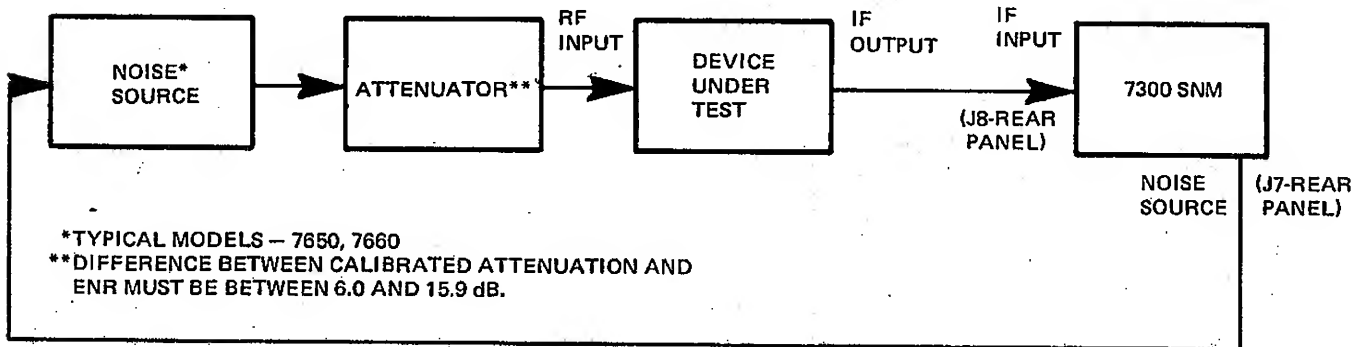 NOISE*
SOURCE
ATTENUATOR**
RF
INPUT
DEVICE
UNDER
TEST
IF
OUTPUT
IF
INPUT
(J8-REAR
PANEL)
7300 SNM
NOISE
SOURCE
(J7-REAR
PANEL)
*TYPICAL MODELS – 7650, 7660
**DIFFERENCE BETWEEN CALIBRATED ATTENUATION AND
ENR MUST BE BETWEEN 6.0 AND 15.9 dB.